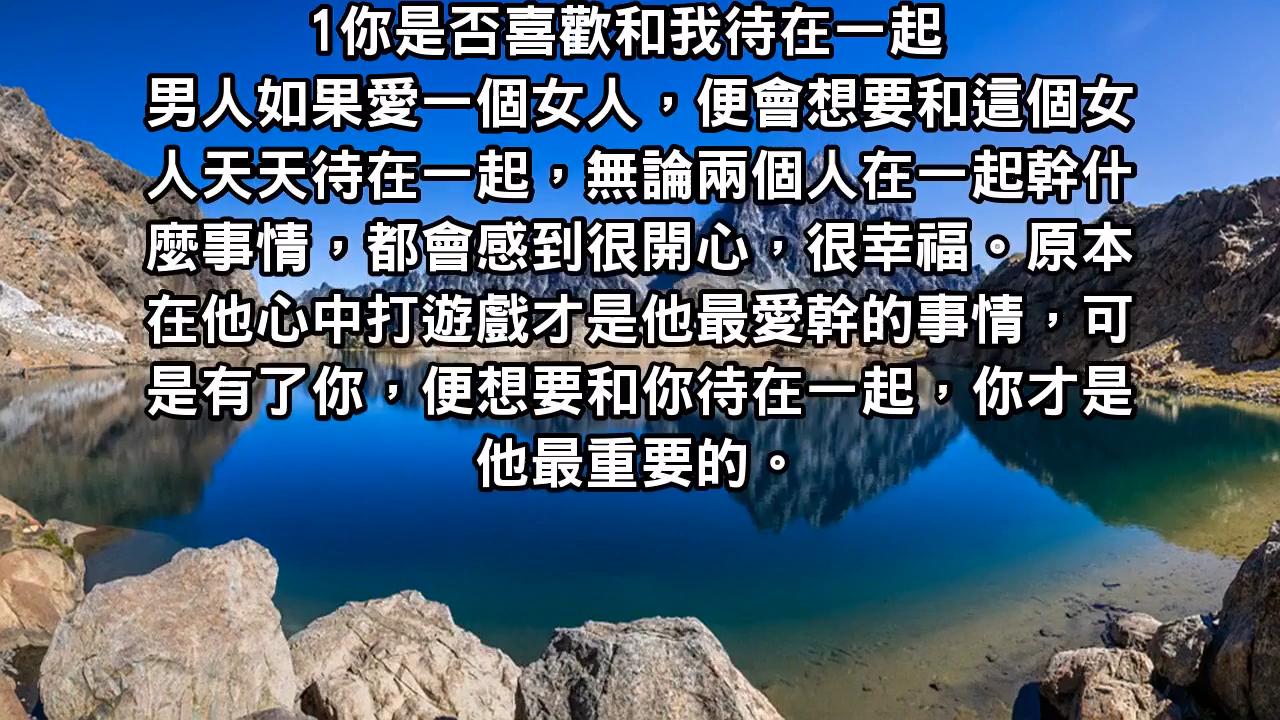 1你是否喜歡和我待在一起
男人如果愛一個女人，便會想要和這個女
人天天待在一起，無論兩個人在一起幹什
麼事情，都會感到很開心，很幸福。原本
在他心中打遊戲才是他最愛幹的事情，可
是有了你，便想要和你待在一起，你才是
他最重要的。